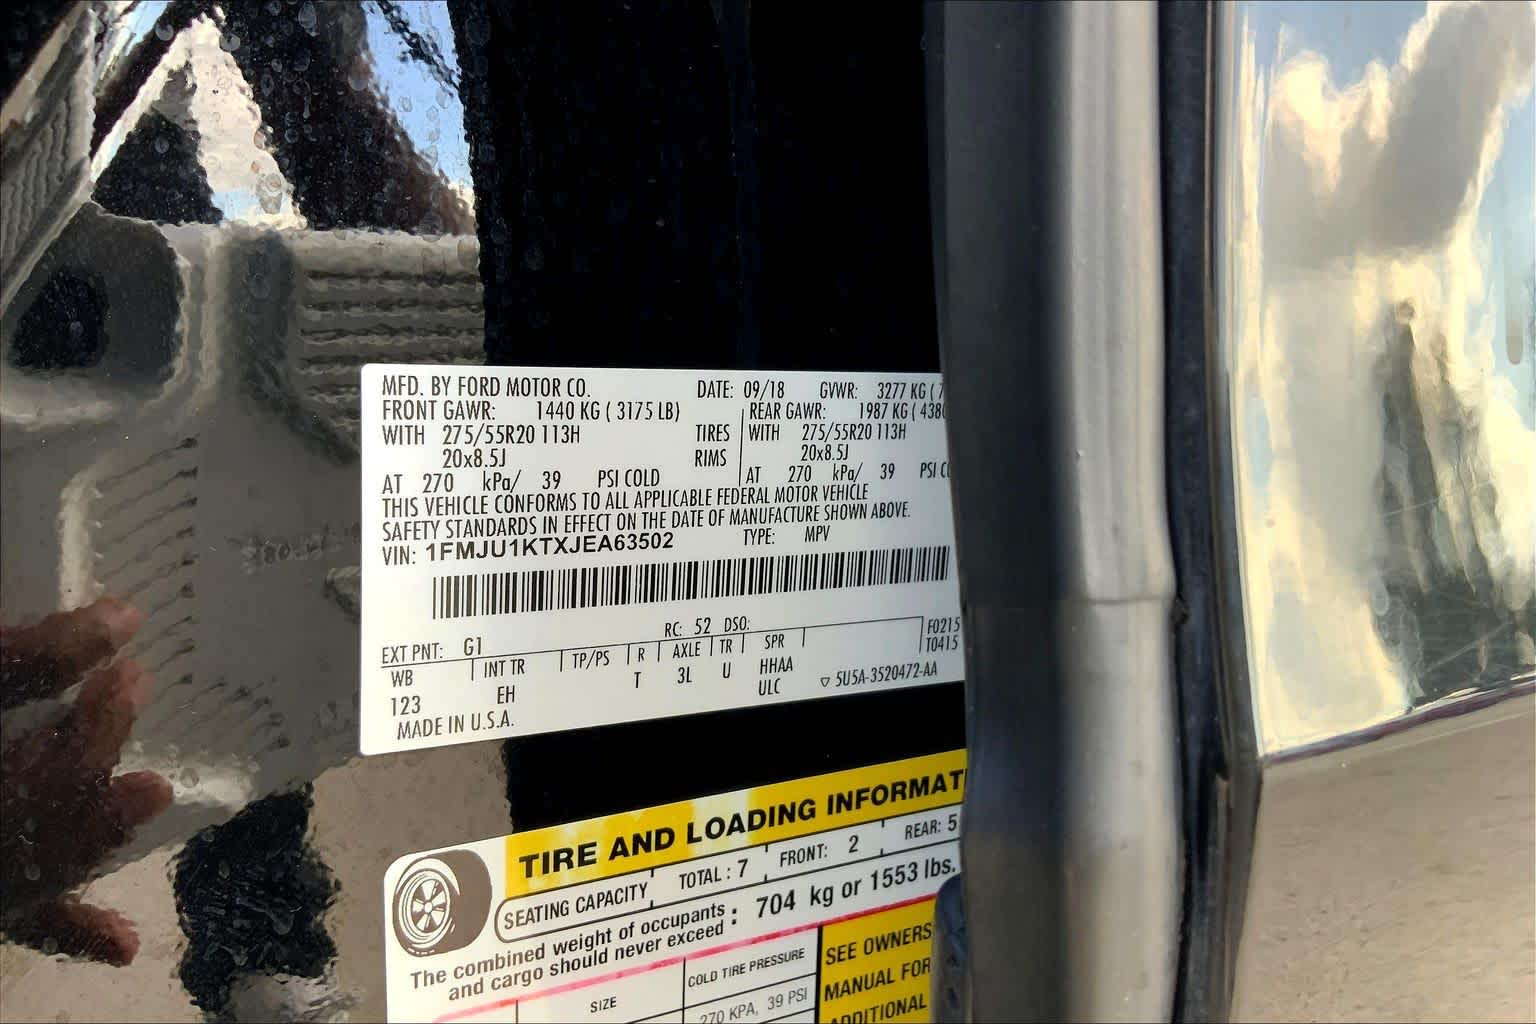 MFD. BY FORD MOTOR CO. DATE: 09/18 GVWR: 3277 KG (7
FRONT GAWR: 1440 KG ( 3175 LB) REAR GAWR: 1987 KG ( 438
WITH 275/55R20 113H TIRES WITH 275/55R20 113H
20x8.5J RIMS 20x8.5J
AT 270 kPa/ 39 PSI COLD AT 270 kPa/ 39 PSI
THIS VEHICLE CONFORMS TO ALL APPLICABLE FEDERAL MOTOR VEHICLE
SAFETY STANDARDS IN EFFECT ON THE DATE OF MANUFACTURE SHOWN ABOVE.
VIN: 1FMJU1KTXJEA63502 TYPE: MPV
RC: 52 DSO: F0215
EXT PNT: G1 T0415
WB INT TR TP/PS R AXLE TR SPR
123 EH T 3L U HHAA
ULC ▽ 5U5A-3520472-AA
MADE IN U.S.A.
TIRE AND LOADING INFORMAT
SEATING CAPACITY TOTAL : 7 FRONT: 2 REAR: 5
The combined weight of occupants : 704 kg or 1553 lbs.
and cargo should never exceed
SIZE COLD TIRE PRESSURE SEE OWNERS
270 KPA, 39 PSI MANUAL FOR
ADDITIONAL